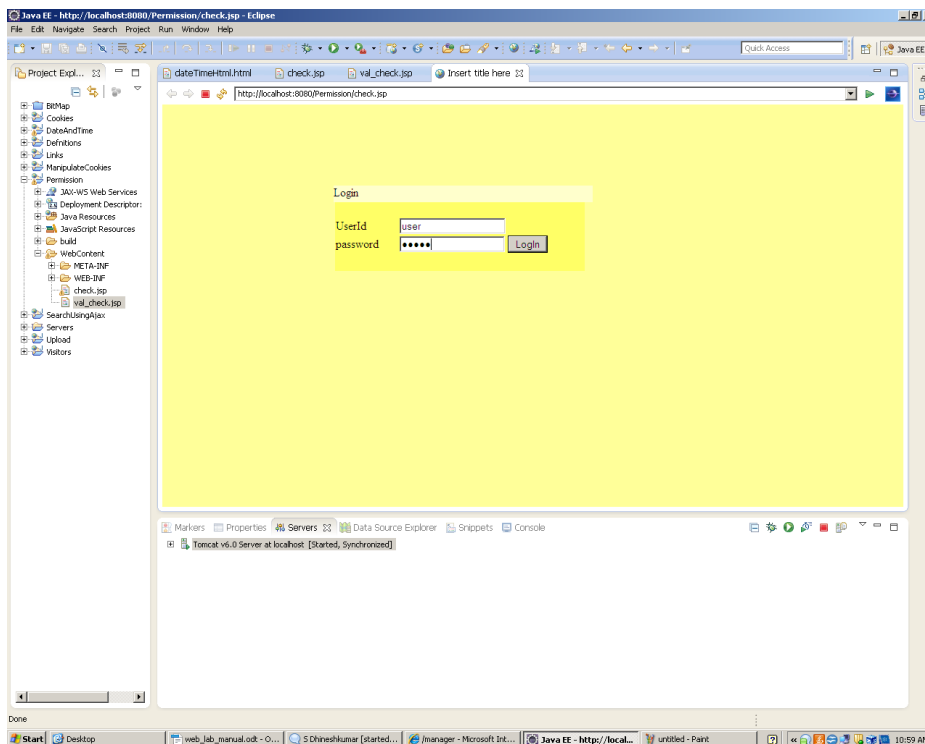 Java EE - http://localhost:8080/Permission/check.jsp - Eclipse
File Edit Navigate Search Project Run Window Help
Quick Access
Java EE
Project Expl...
dateTimeHtml.html
check.jsp
val_check.jsp
Insert title here
http://localhost:8080/Permission/check.jsp
BitMap
Cookies
DateAndTime
Defnitions
Links
ManipulateCookies
Permission
JAX-WS Web Services
Deployment Descriptor:
Java Resources
JavaScript Resources
build
WebContent
META-INF
WEB-INF
check.jsp
val_check.jsp
SearchUsingAjax
Servers
Upload
Visitors
Login
UserId user
password ●●●●● LogIn
Markers Properties Servers Data Source Explorer Snippets Console
Tomcat v6.0 Server at localhost [Started, Synchronized]
Done
Start Desktop web_lab_manual.odt - O... S Dhineshkumar [started... /manager - Microsoft Int... Java EE - http://local... untitled - Paint 10:59 AM